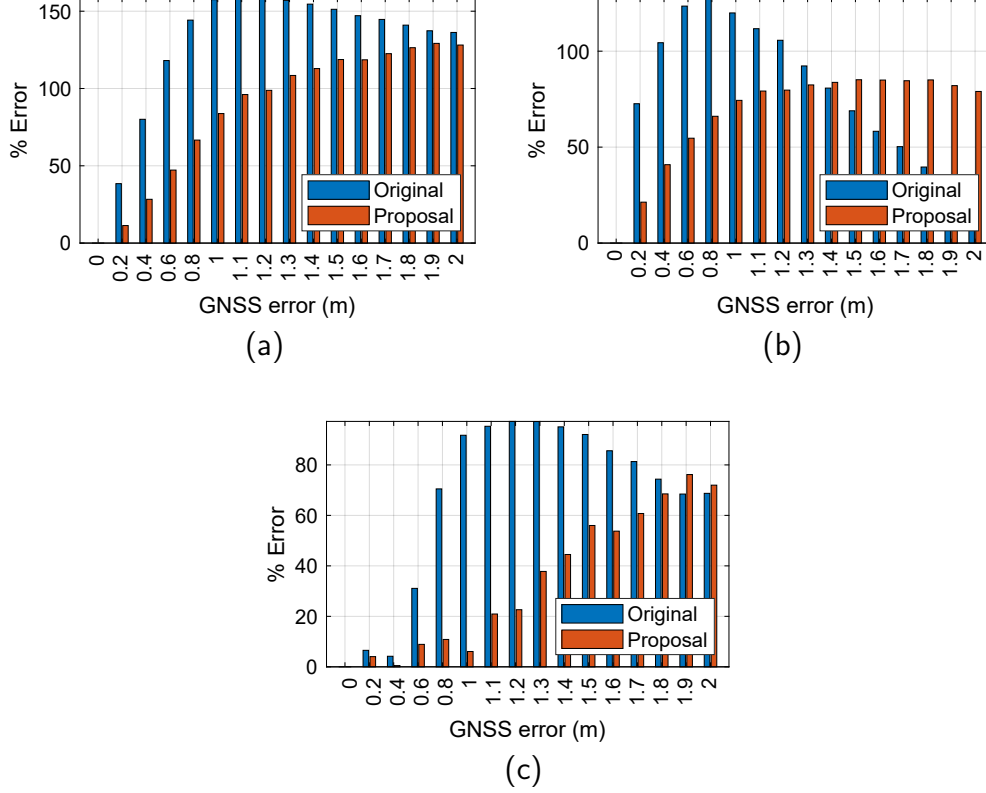 150
100
50
0
% Error
Original
Proposal
0 0.2 0.4 0.6 0.8 1 1.1 1.2 1.3 1.4 1.5 1.6 1.7 1.8 1.9 2
GNSS error (m)
(a)
100
50
0
% Error
Original
Proposal
0 0.2 0.4 0.6 0.8 1 1.1 1.2 1.3 1.4 1.5 1.6 1.7 1.8 1.9 2
GNSS error (m)
(b)
80
60
40
20
0
% Error
Original
Proposal
0 0.2 0.4 0.6 0.8 1 1.1 1.2 1.3 1.4 1.5 1.6 1.7 1.8 1.9 2
GNSS error (m)
(c)